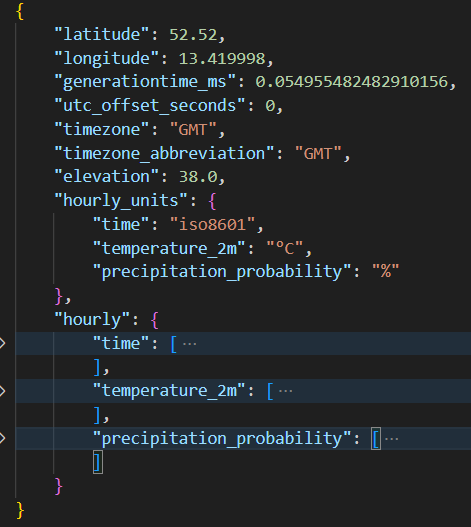 {
"latitude": 52.52,
"longitude": 13.419998,
"generationtime_ms": 0.054955482482910156,
"utc_offset_seconds": 0,
"timezone": "GMT",
"timezone_abbreviation": "GMT",
"elevation": 38.0,
"hourly_units": {
"time": "iso8601",
"temperature_2m": "°C",
"precipitation_probability": "%"
},
"hourly": {
"time": [ ···
],
"temperature_2m": [ ···
],
"precipitation_probability": [ ···
]
}
}